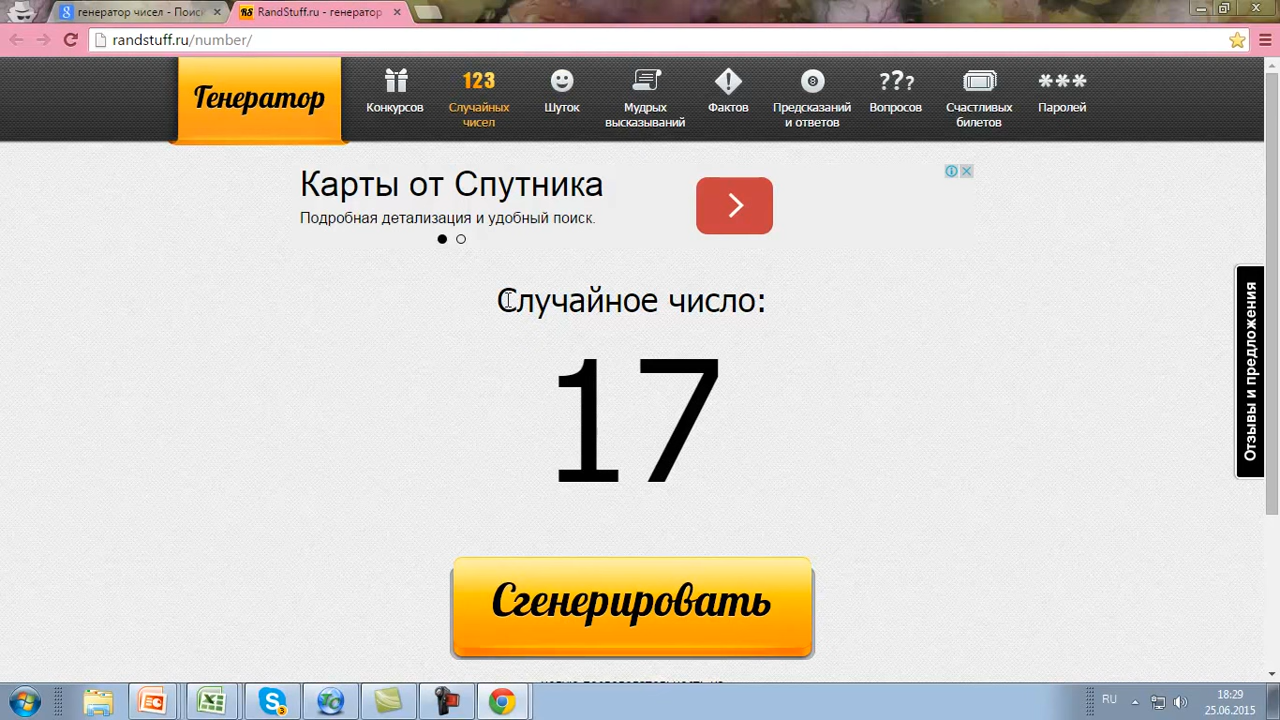 генератор чисел - Поис
RandStuff.ru - генератор
randstuff.ru/number/
Генератор
Конкурсов
123
Случайных
чисел
Шуток
Мудрых
высказываний
Фактов
Предсказаний
и ответов
???
Вопросов
Счастливых
билетов
***
Паролей
Карты от Спутника
Подробная детализация и удобный поиск.
Случайное число:
17
Отзывы и предложения
Сгенерировать
RU
18:29
25.06.2015